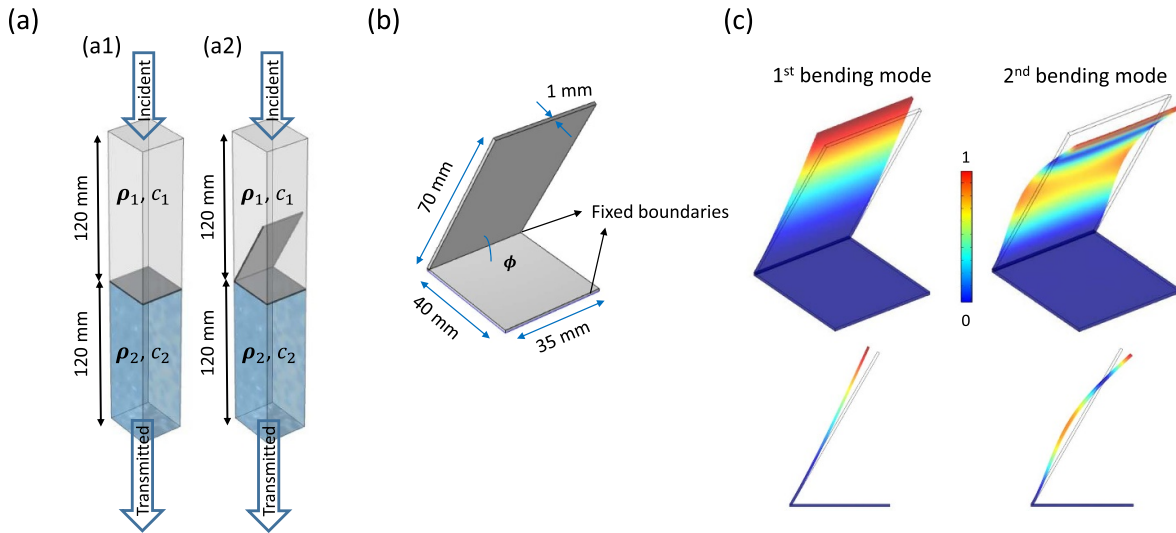 (a)
(a1)
(a2)
Incident
Incident
120 mm
120 mm
ρ1, c1
ρ1, c1
120 mm
120 mm
ρ2, c2
ρ2, c2
Transmitted
Transmitted
(b)
1 mm
70 mm
Fixed boundaries
ϕ
40 mm
35 mm
(c)
1st bending mode
2nd bending mode
1
0